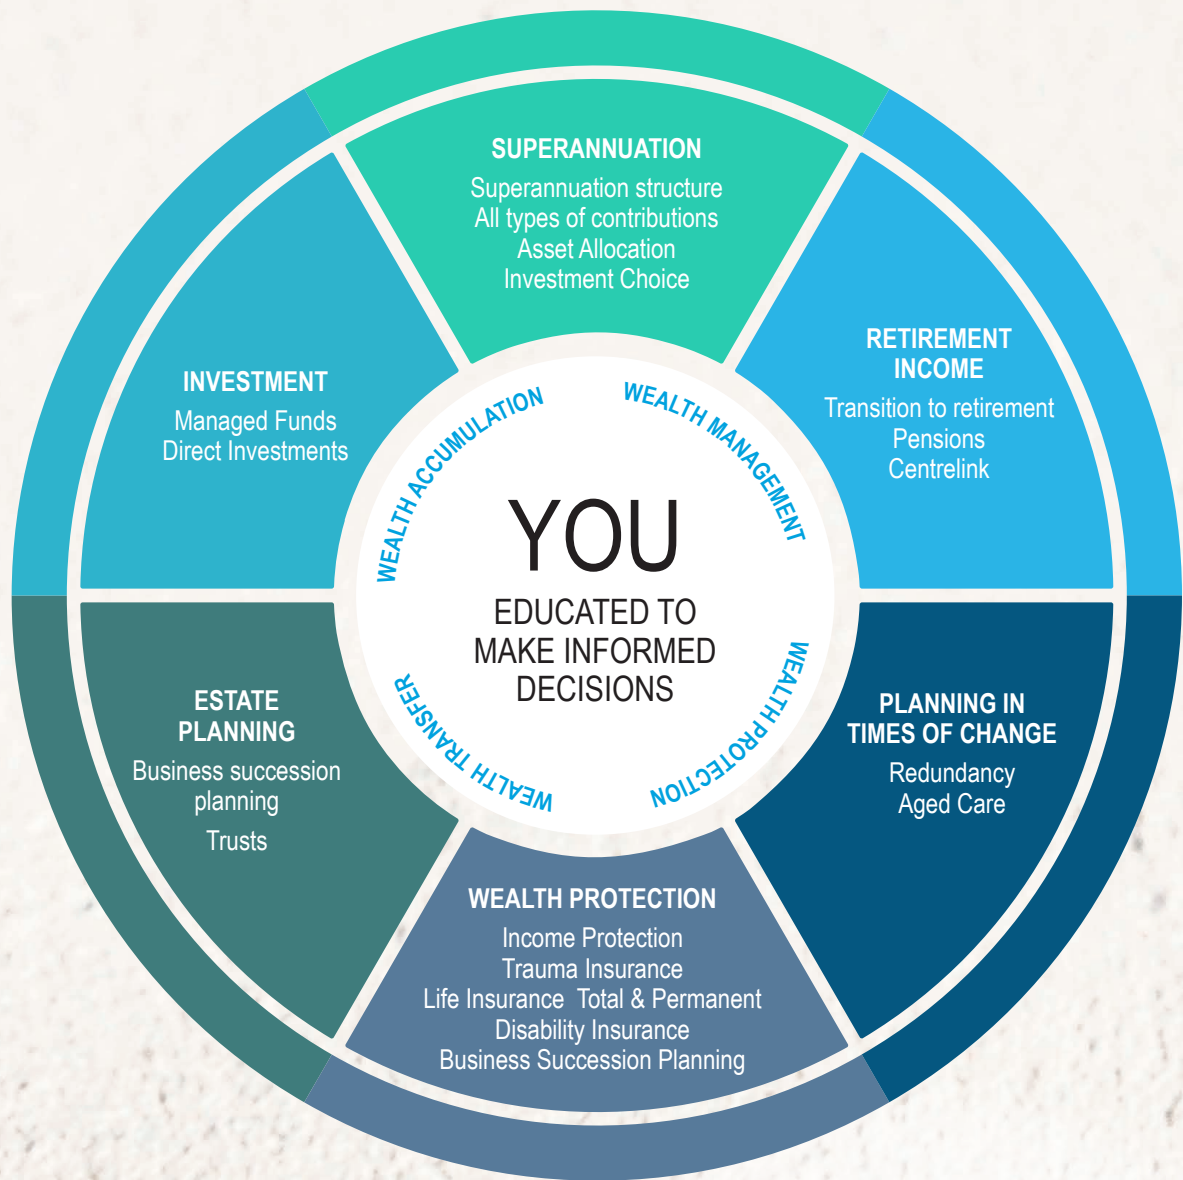 SUPERANNUATION
Superannuation structure
All types of contributions
Asset Allocation
Investment Choice
RETIREMENT
INCOME
Transition to retirement
Pensions
Centrelink
PLANNING IN
TIMES OF CHANGE
Redundancy
Aged Care
WEALTH PROTECTION
Income Protection
Trauma Insurance
Life Insurance  Total & Permanent
Disability Insurance
Business Succession Planning
ESTATE
PLANNING
Business succession
planning
Trusts
INVESTMENT
Managed Funds
Direct Investments
WEALTH ACCUMULATION
WEALTH MANAGEMENT
WEALTH PROTECTION
WEALTH TRANSFER
YOU
EDUCATED TO
MAKE INFORMED
DECISIONS